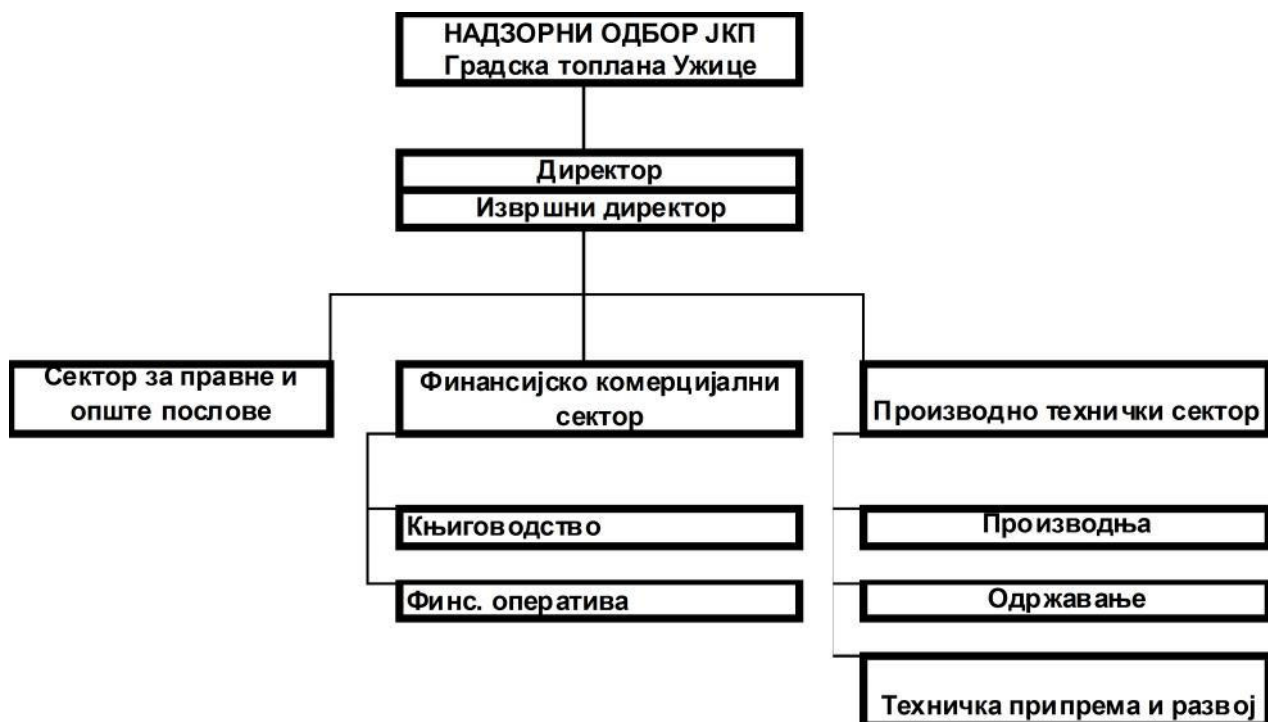 НАДЗОРНИ ОДБОР ЈКП
Градска топлана Ужице
Директор
Извршни директор
Сектор за правне и
опште послове
Финансијско комерцијални
сектор
Производно технички сектор
Књиговодство
Производња
Финс. оператива
Одржавање
Техничка припрема и развој